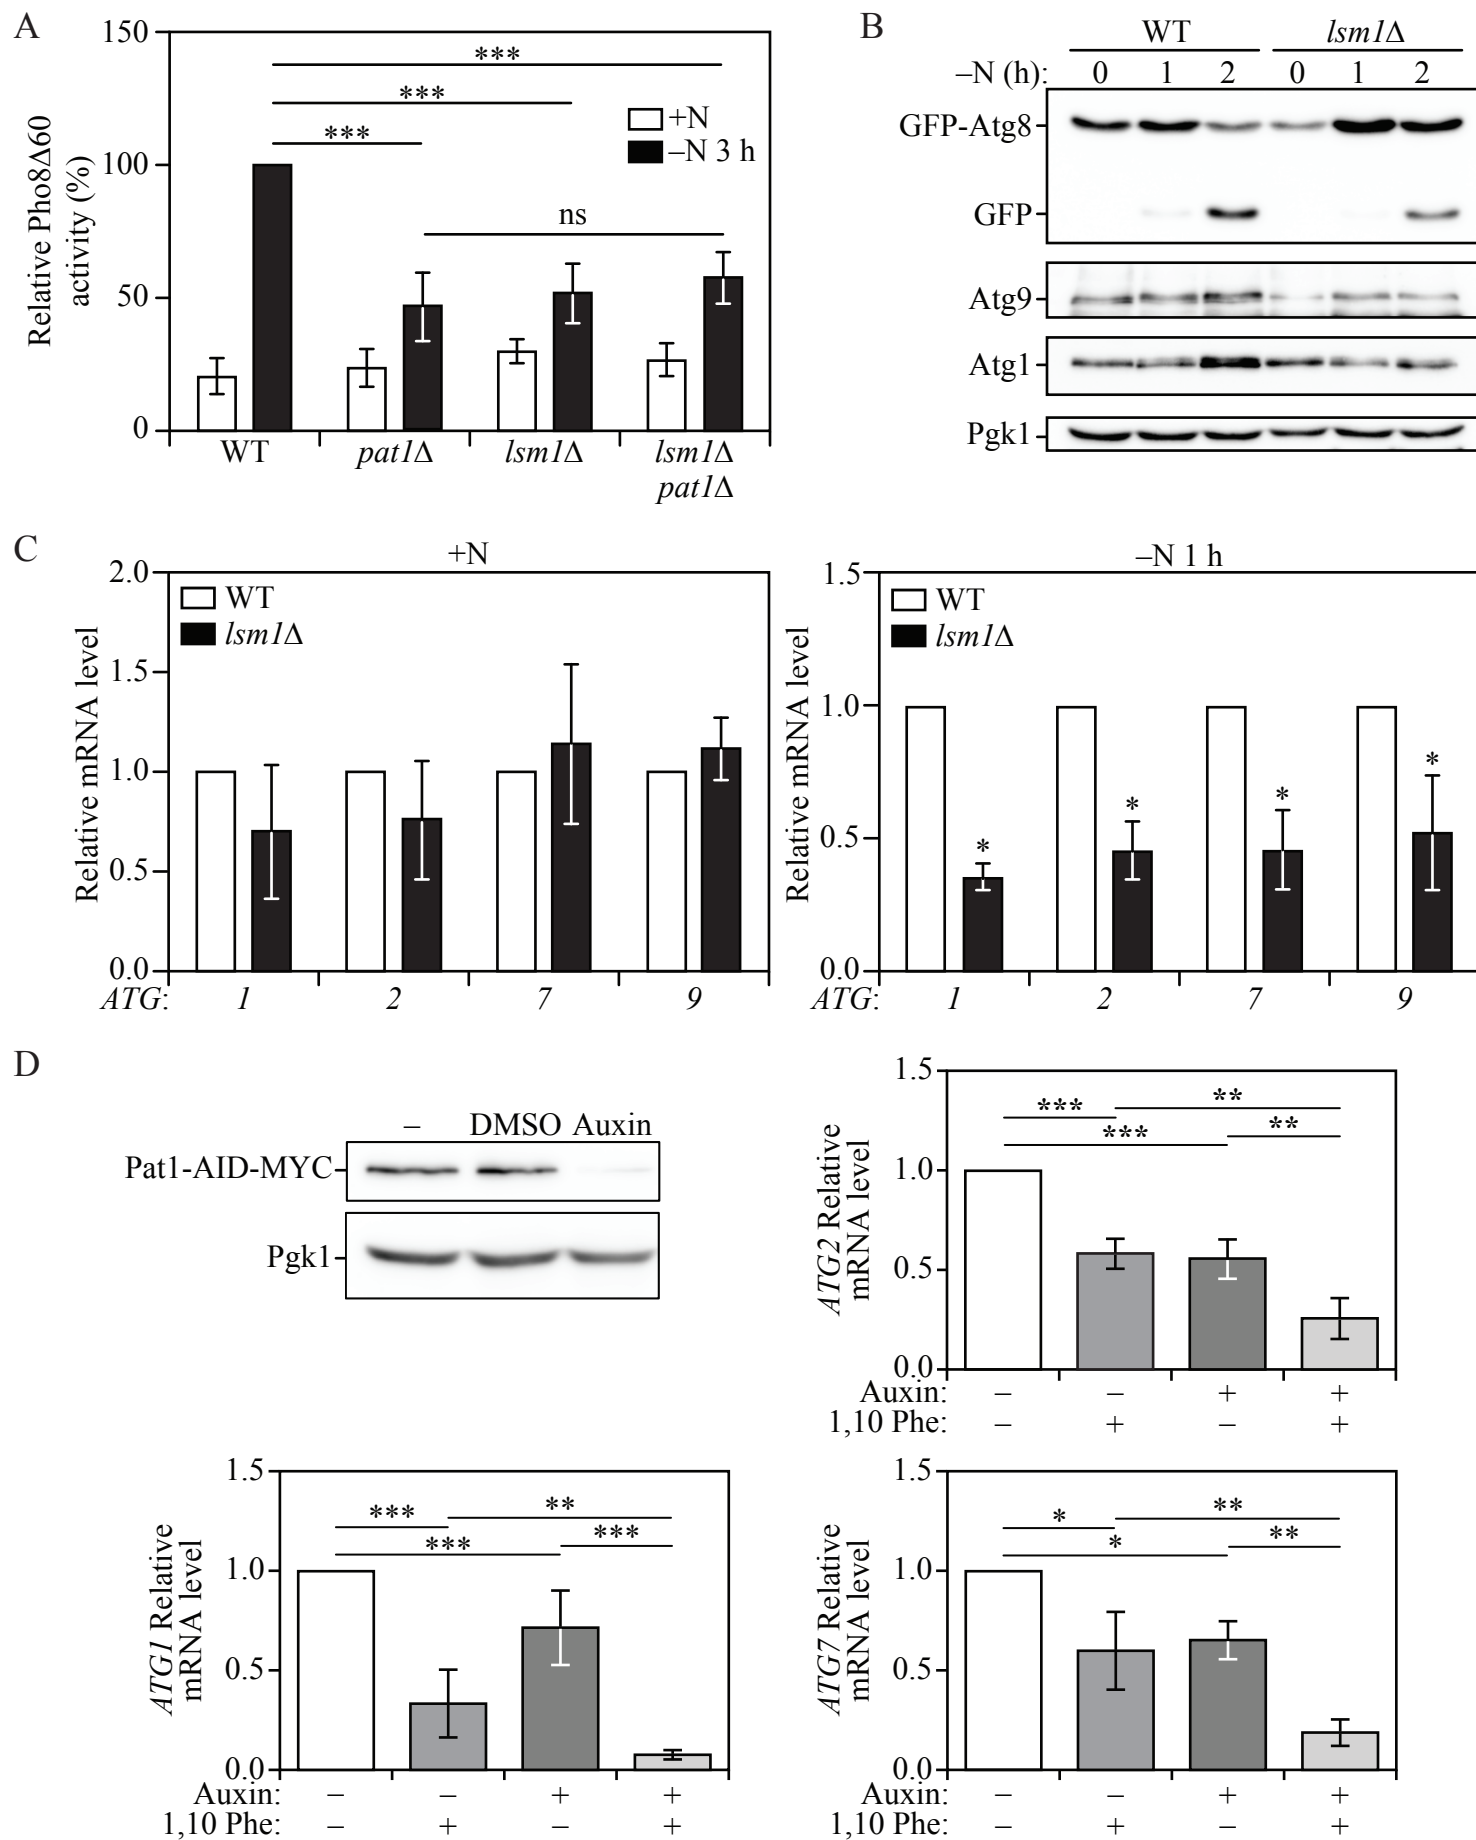 A
Relative Pho8Δ60
activity (%)
150
100
50
0
***
***
***
ns
+N
–N 3 h
WT
pat1Δ
lsm1Δ
lsm1Δ
pat1Δ
B
WT
lsm1Δ
–N (h): 0 1 2 0 1 2
GFP-Atg8
GFP
Atg9
Atg1
Pgk1
C
+N
Relative mRNA level
2.0
1.5
1.0
0.5
0.0
WT
lsm1Δ
ATG: 1 2 7 9
–N 1 h
Relative mRNA level
1.5
1.0
0.5
0.0
WT
lsm1Δ
* * * *
ATG: 1 2 7 9
D
– DMSO Auxin
Pat1-AID-MYC
Pgk1
ATG2 Relative
mRNA level
1.5
1.0
0.5
0.0
*** **
*** **
Auxin: – – + +
1,10 Phe: – + – +
ATG1 Relative
mRNA level
1.5
1.0
0.5
0.0
*** **
*** ***
Auxin: – – + +
1,10 Phe: – + – +
ATG7 Relative
mRNA level
1.5
1.0
0.5
0.0
* **
* **
Auxin: – – + +
1,10 Phe: – + – +